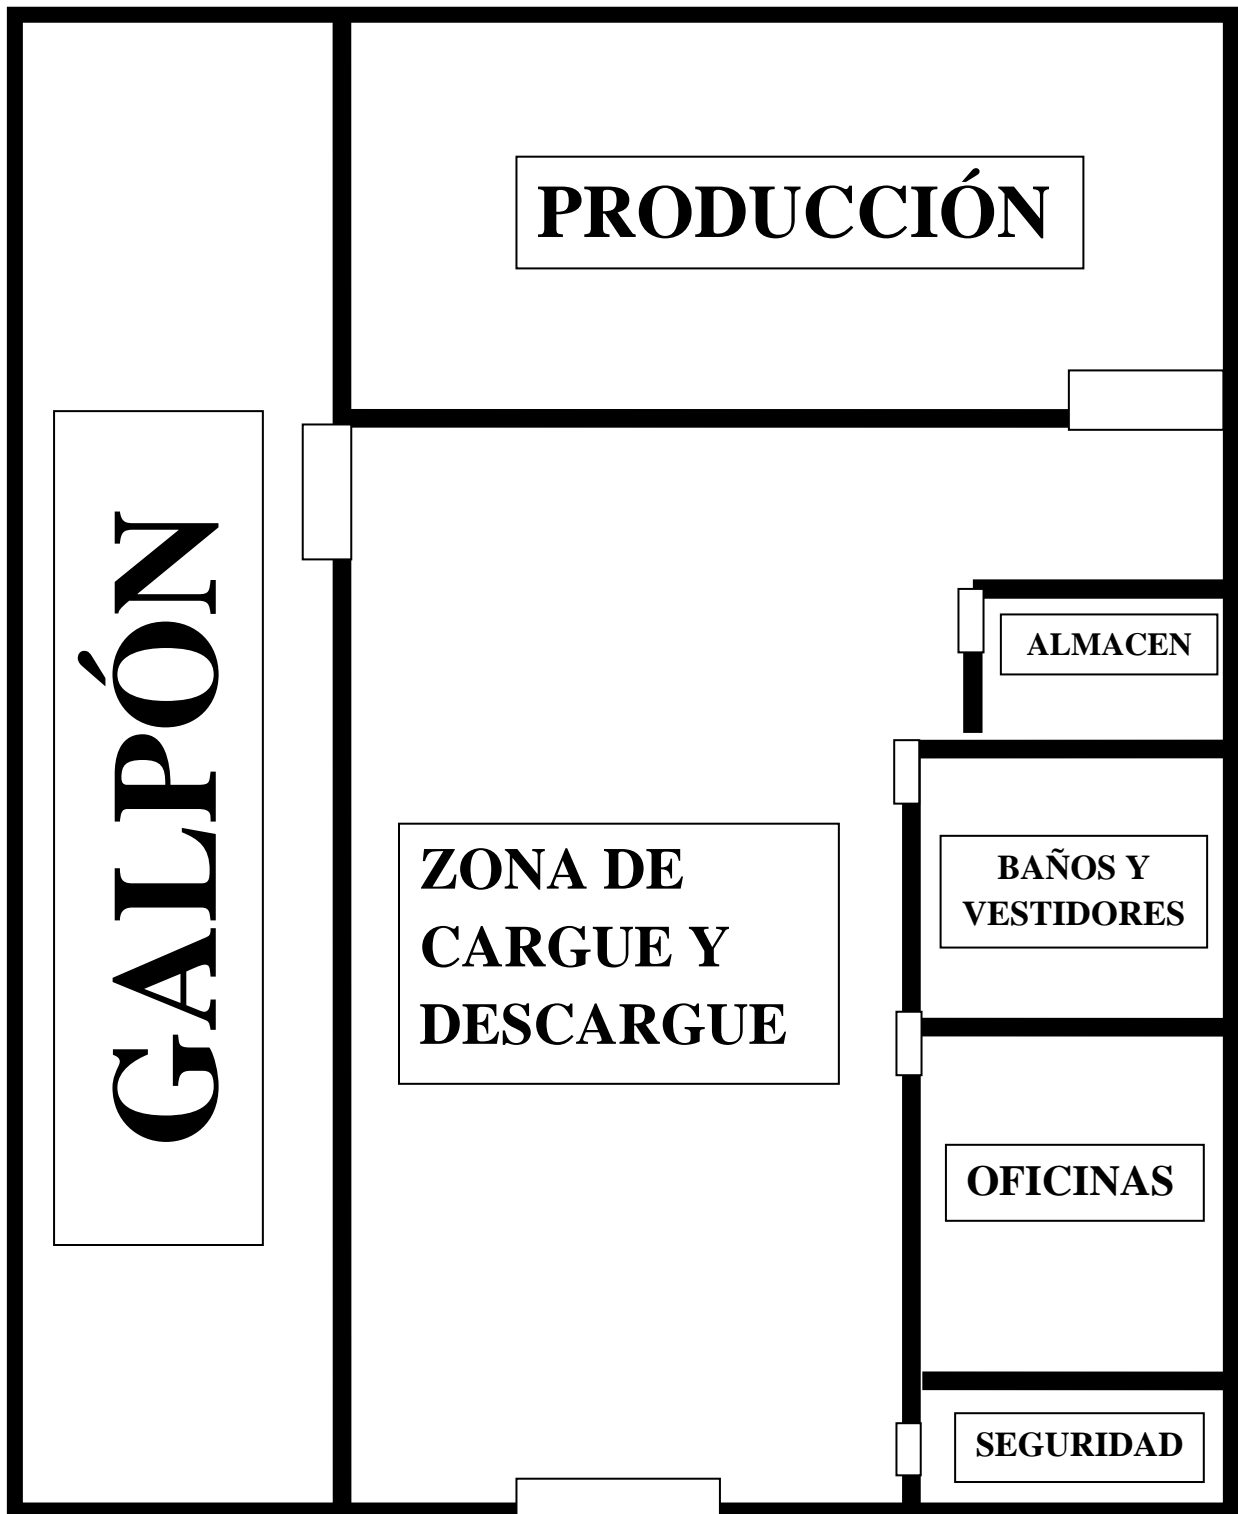 PRODUCCIÓN
GALPÓN
ALMACEN
ZONA DE
CARGUE Y
DESCARGUE
BAÑOS Y
VESTIDORES
OFICINAS
SEGURIDAD